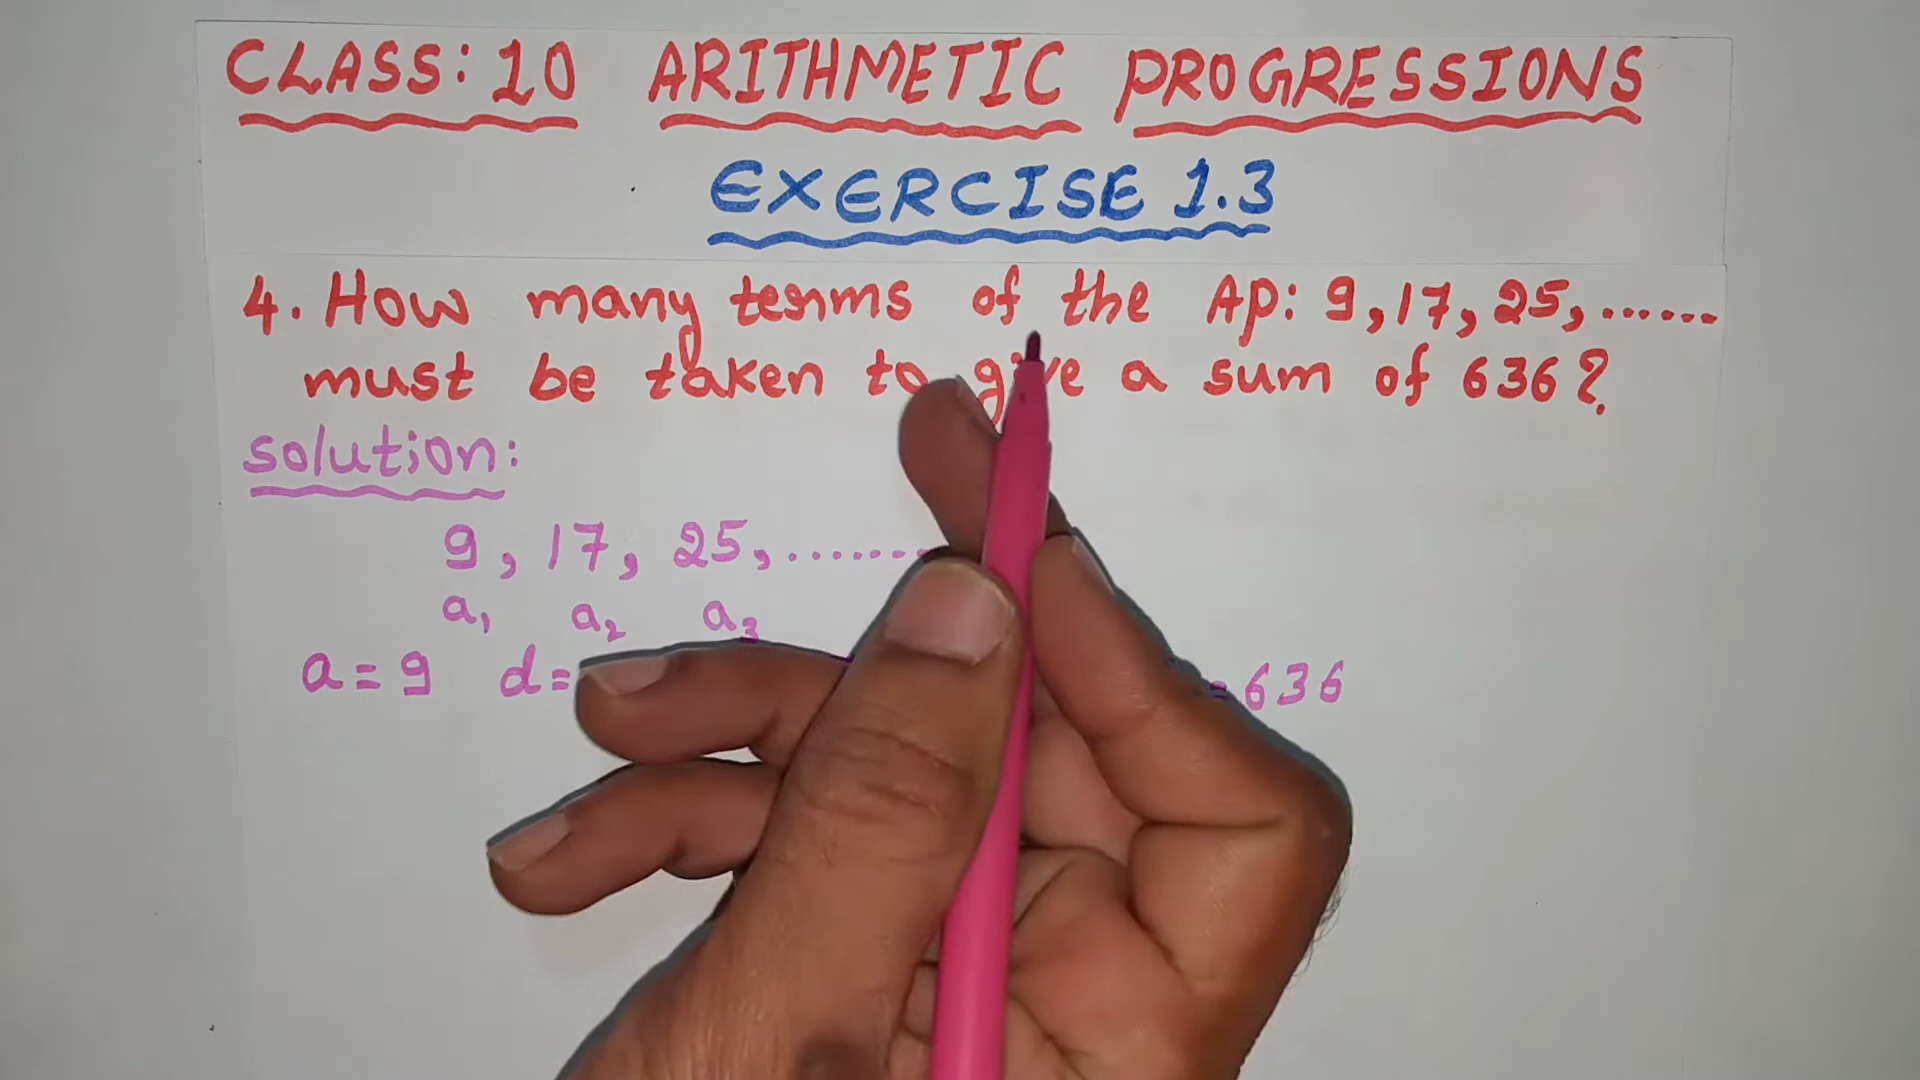 CLASS: 10 ARITHMETIC PROGRESSIONS
EXERCISE 1.3
4. How many terms of the AP: 9, 17, 25, ......
must be taken to give a sum of 636?
solution:
9, 17, 25, ........
a₁ a₂ a₃
a = 9 d = = 636